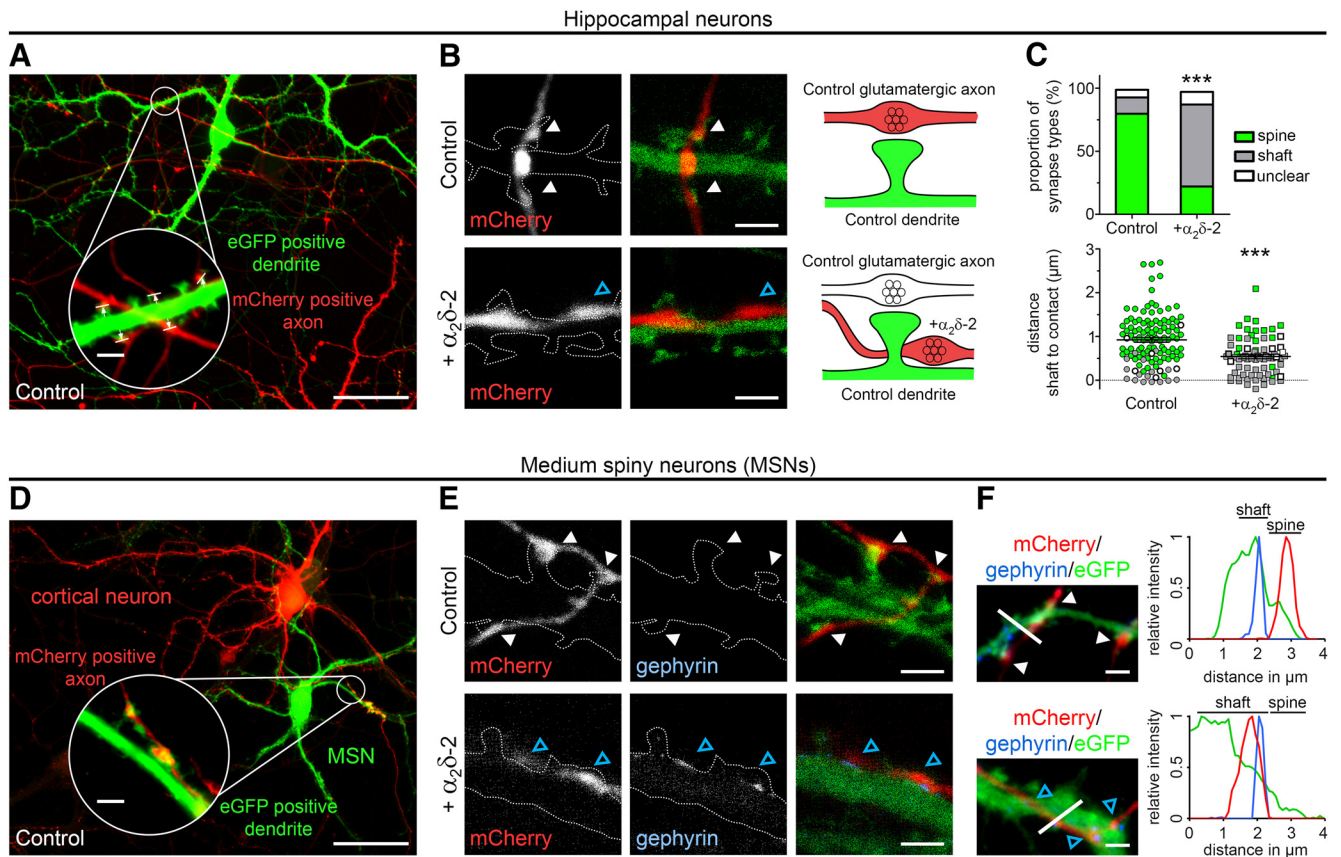 Hippocampal neurons
A
eGFP positive
dendrite
mCherry positive
axon
Control
B
Control
mCherry
+ α2δ-2
mCherry
Control glutamatergic axon
Control dendrite
Control glutamatergic axon
+α2δ-2
Control dendrite
C
proportion of
synapse types (%)
100
50
0
***
spine
shaft
unclear
Control
+α2δ-2
distance
shaft to contact (µm)
3
2
1
0
***
Control
+α2δ-2
Medium spiny neurons (MSNs)
D
cortical neuron
mCherry positive
axon
MSN
eGFP positive
dendrite
Control
E
Control
mCherry
gephyrin
+ α2δ-2
mCherry
gephyrin
F
mCherry/
gephyrin/eGFP
shaft
spine
relative intensity
1
0.5
0
0 1 2 3 4
distance in µm
mCherry/
gephyrin/eGFP
shaft
spine
relative intensity
1
0.5
0
0 1 2 3 4
distance in µm